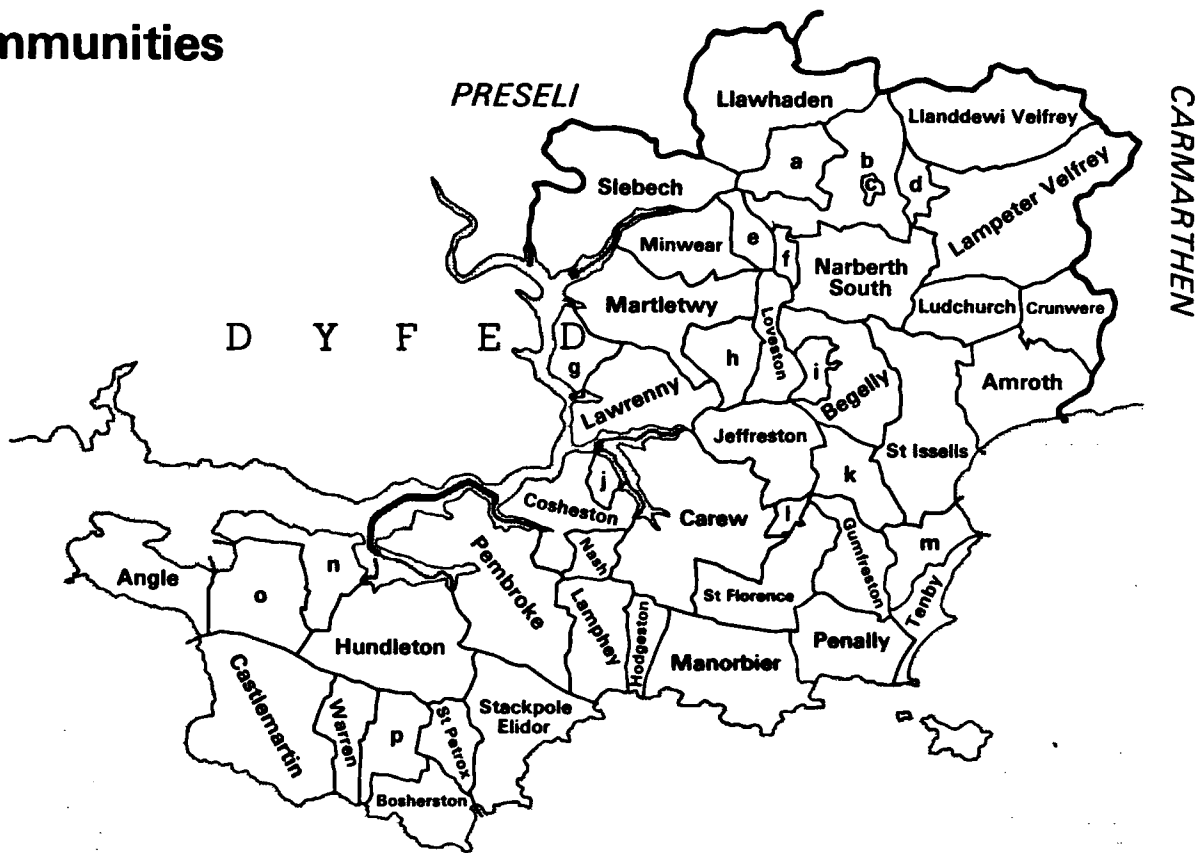 mmunities
PRESELI
CARMARTHEN
Llawhaden
Llanddewi Velfrey
a
b
c
d
Slebech
Lampeter Velfrey
Minwear
e
f
Narberth
South
Martletwy
Ludchurch
Crunwere
D Y F E D
Loveston
g
h
i
Amroth
Lawrenny
Begelly
Jeffreston
St Issells
j
k
Cosheston
Carew
l
Gumfreston
m
n
Nash
Angle
o
Pembroke
St Florence
Tenby
Lamphey
Hodgeston
Hundleton
Penally
Manorbier
Castlemartin
Warren
p
St Petrox
Stackpole
Elidor
Bosherston